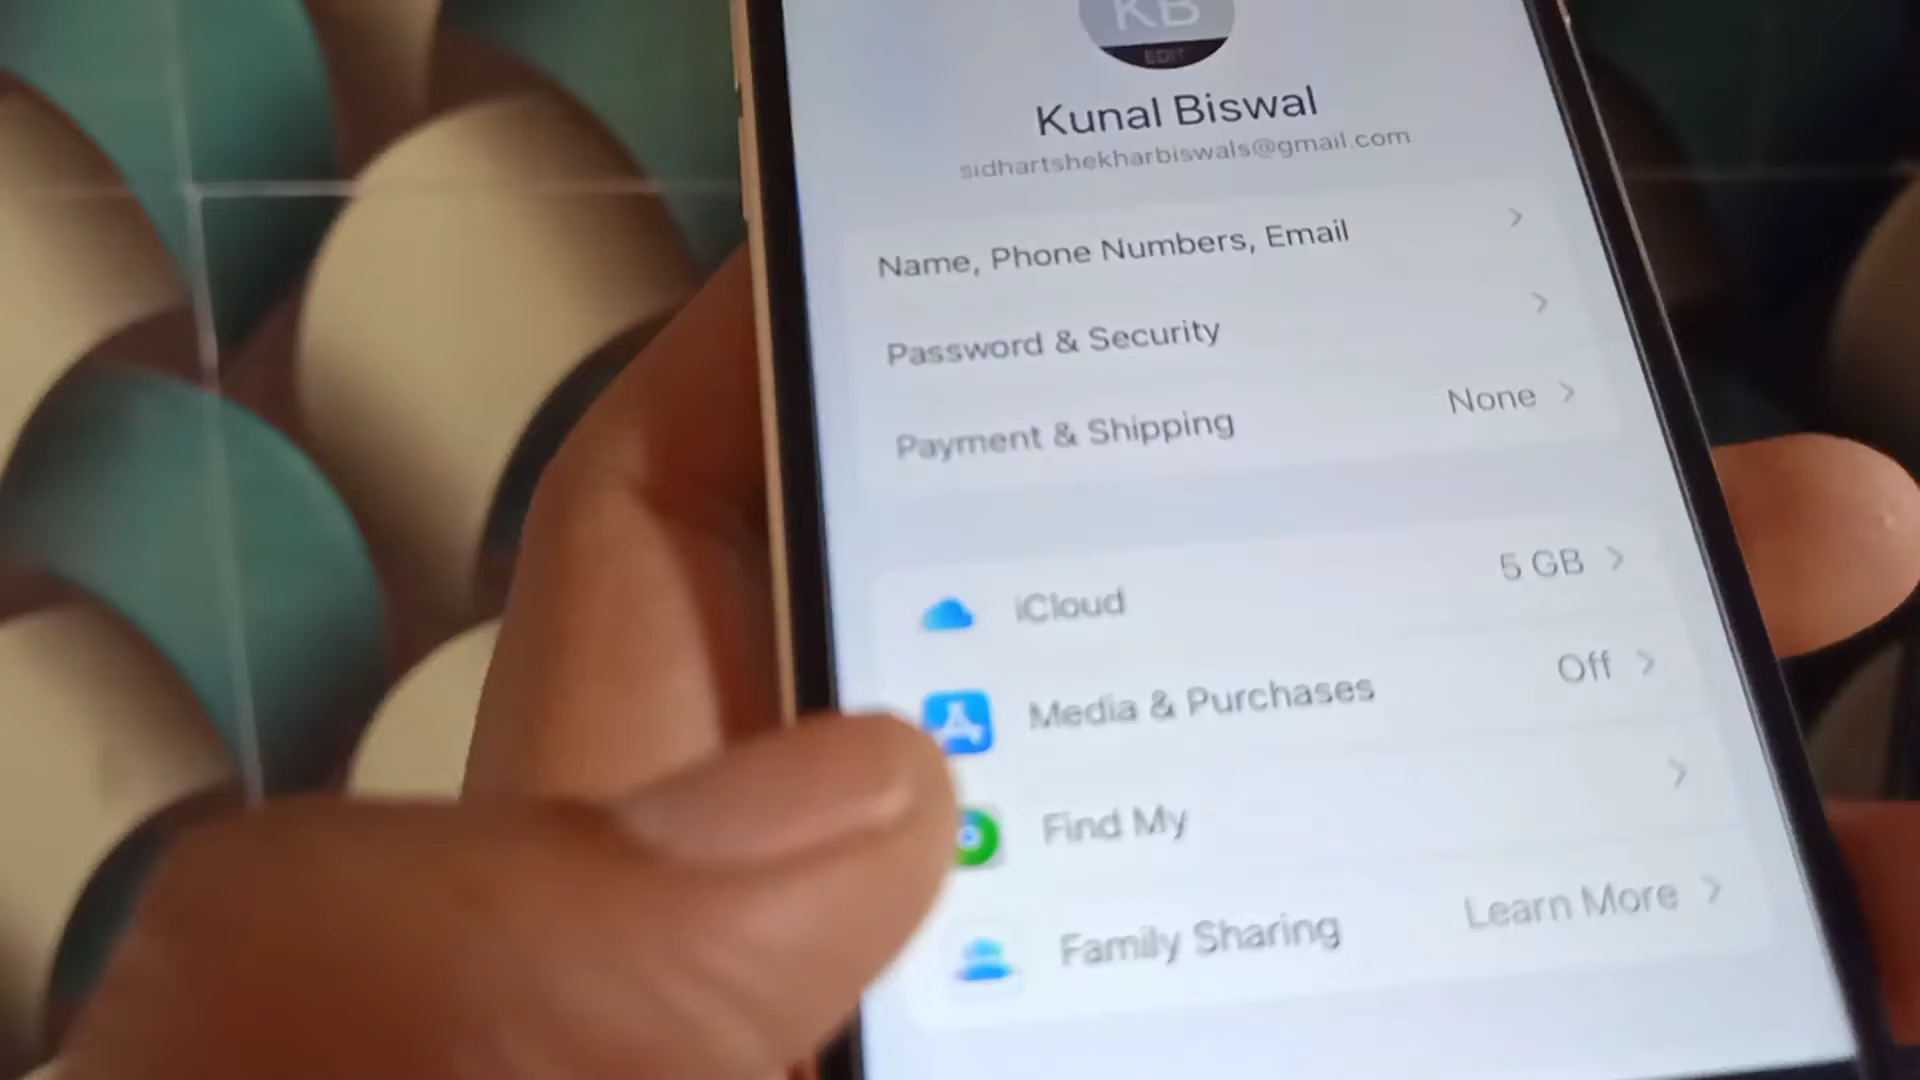 KB
EDIT
Kunal Biswal
sidhartshekharbiswals@gmail.com
Name, Phone Numbers, Email
Password & Security
Payment & Shipping None
iCloud 5 GB
Media & Purchases Off
Find My
Family Sharing Learn More